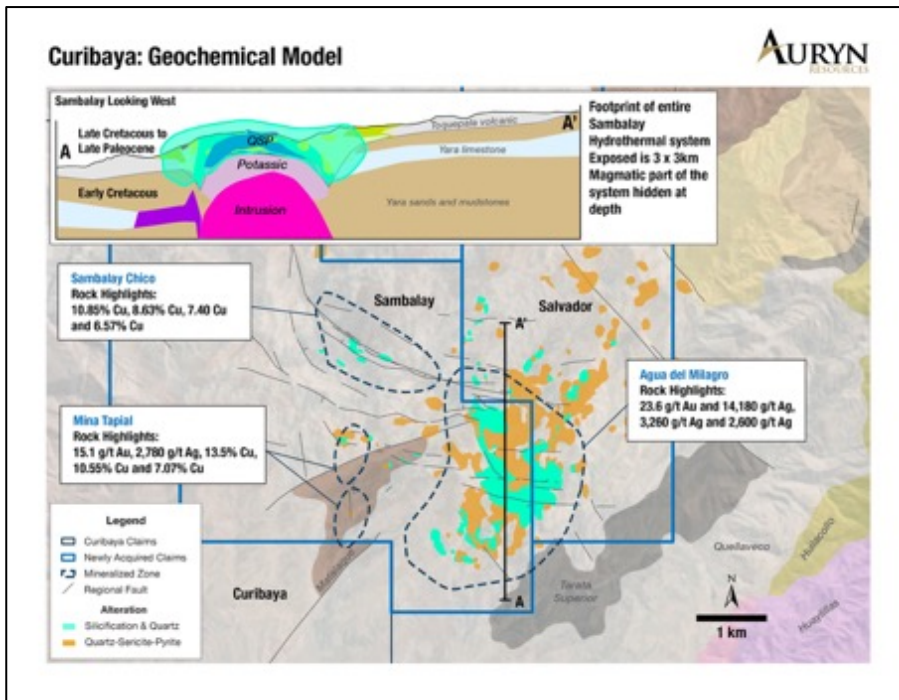 Curibaya: Geochemical Model
AURYN
RESOURCES
Sambalay Looking West
Late Cretaceous to
Late Paleocene
A
Early Cretacous
QSP
Potassic
Intrusion
Toquepala volcanic
A'
Yara limestone
Yara sands and mudstones
Footprint of entire
Sambalay
Hydrothermal system
Exposed is 3 x 3km
Magmatic part of the
system hidden at
depth
Sambalay Chico
Rock Highlights:
10.85% Cu, 8.63% Cu, 7.40 Cu
and 6.57% Cu
Sambalay
Salvador
A'
Agua del Milagro
Rock Highlights:
23.6 g/t Au and 14,180 g/t Ag,
3,260 g/t Ag and 2,600 g/t Ag
Mina Tapial
Rock Highlights:
15.1 g/t Au, 2,780 g/t Ag, 13.5% Cu,
10.55% Cu and 7.07% Cu
Legend
Curibaya Claims
Newly Acquired Claims
Mineralized Zone
Regional Fault
Alteration
Silicification & Quartz
Quartz-Sericite-Pyrite
Curibaya
A
Tarata
Superior
Quellaveco
Huilacollo
Huaylillas
N
1 km